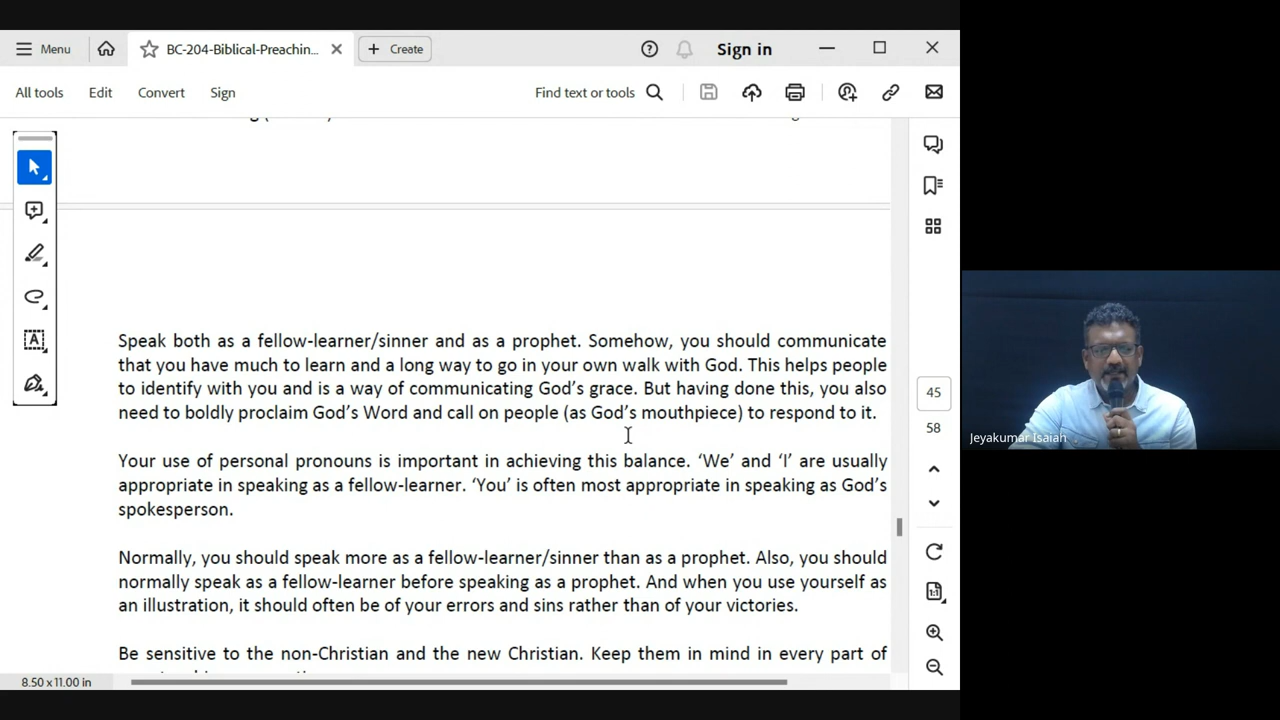 Menu
BC-204-Biblical-Preachin...
Create
Sign in
All tools
Edit
Convert
Sign
Find text or tools
Speak both as a fellow-learner/sinner and as a prophet. Somehow, you should communicate
that you have much to learn and a long way to go in your own walk with God. This helps people
to identify with you and is a way of communicating God's grace. But having done this, you also
need to boldly proclaim God's Word and call on people (as God's mouthpiece) to respond to it.
Your use of personal pronouns is important in achieving this balance. 'We' and 'I' are usually
appropriate in speaking as a fellow-learner. 'You' is often most appropriate in speaking as God's
spokesperson.
Normally, you should speak more as a fellow-learner/sinner than as a prophet. Also, you should
normally speak as a fellow-learner before speaking as a prophet. And when you use yourself as
an illustration, it should often be of your errors and sins rather than of your victories.
Be sensitive to the non-Christian and the new Christian. Keep them in mind in every part of
8.50 x 11.00 in
45
58
1:1
Jeyakumar Isaiah